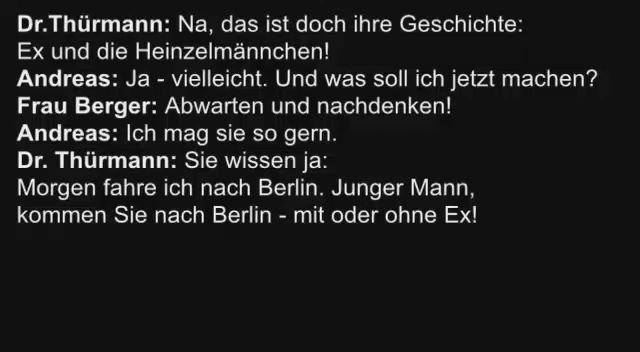 Dr.Thürmann: Na, das ist doch ihre Geschichte:
Ex und die Heinzelmännchen!
Andreas: Ja - vielleicht. Und was soll ich jetzt machen?
Frau Berger: Abwarten und nachdenken!
Andreas: Ich mag sie so gern.
Dr. Thürmann: Sie wissen ja:
Morgen fahre ich nach Berlin. Junger Mann,
kommen Sie nach Berlin - mit oder ohne Ex!